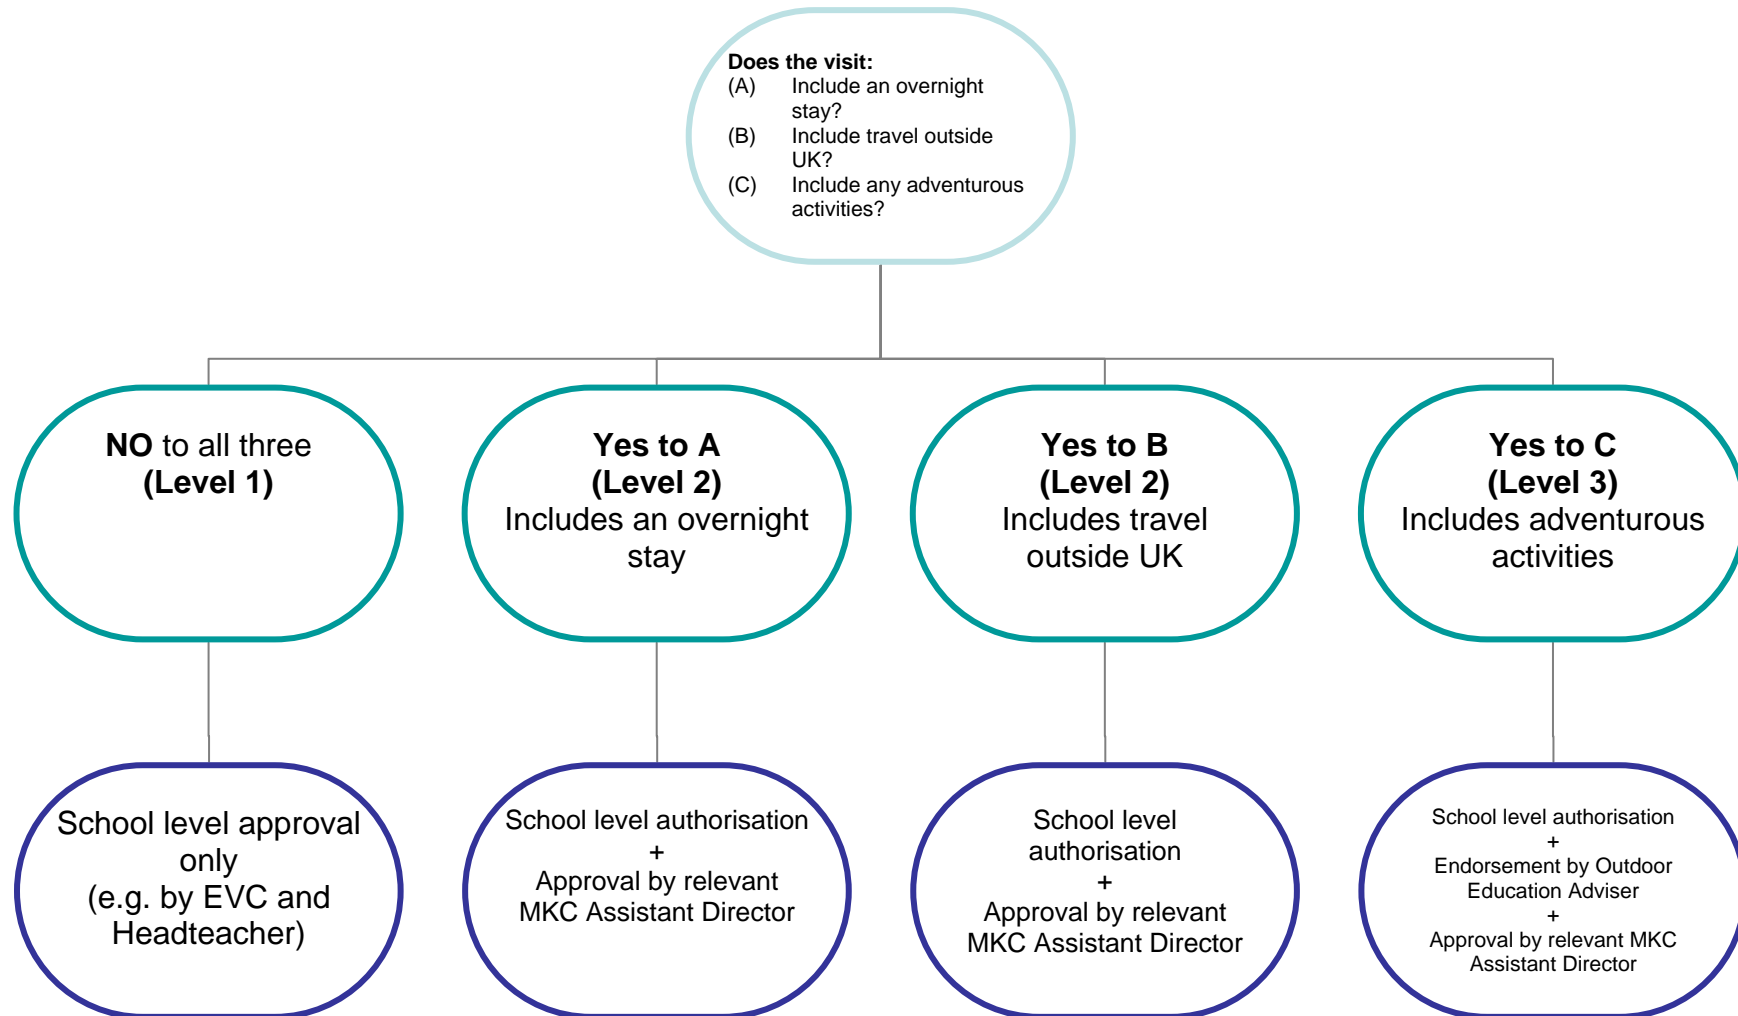 Does the visit:
(A) Include an overnight
stay?
(B) Include travel outside
UK?
(C) Include any adventurous
activities?
NO to all three
(Level 1)
Yes to A
(Level 2)
Includes an overnight
stay
Yes to B
(Level 2)
Includes travel
outside UK
Yes to C
(Level 3)
Includes adventurous
activities
School level approval
only
(e.g. by EVC and
Headteacher)
School level authorisation
+
Approval by relevant
MKC Assistant Director
School level
authorisation
+
Approval by relevant
MKC Assistant Director
School level authorisation
+
Endorsement by Outdoor
Education Adviser
+
Approval by relevant MKC
Assistant Director